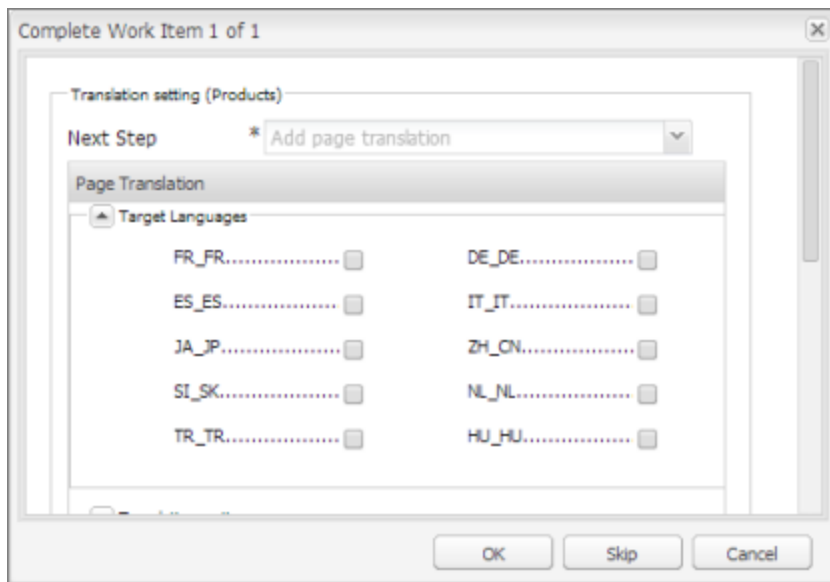 Complete Work Item 1 of 1
Translation setting (Products)
Next Step * Add page translation
Page Translation
Target Languages
FR_FR................... DE_DE...................
ES_ES................... IT_IT...................
JA_JP................... ZH_CN...................
SI_SK................... NL_NL...................
TR_TR................... HU_HU...................
OK Skip Cancel